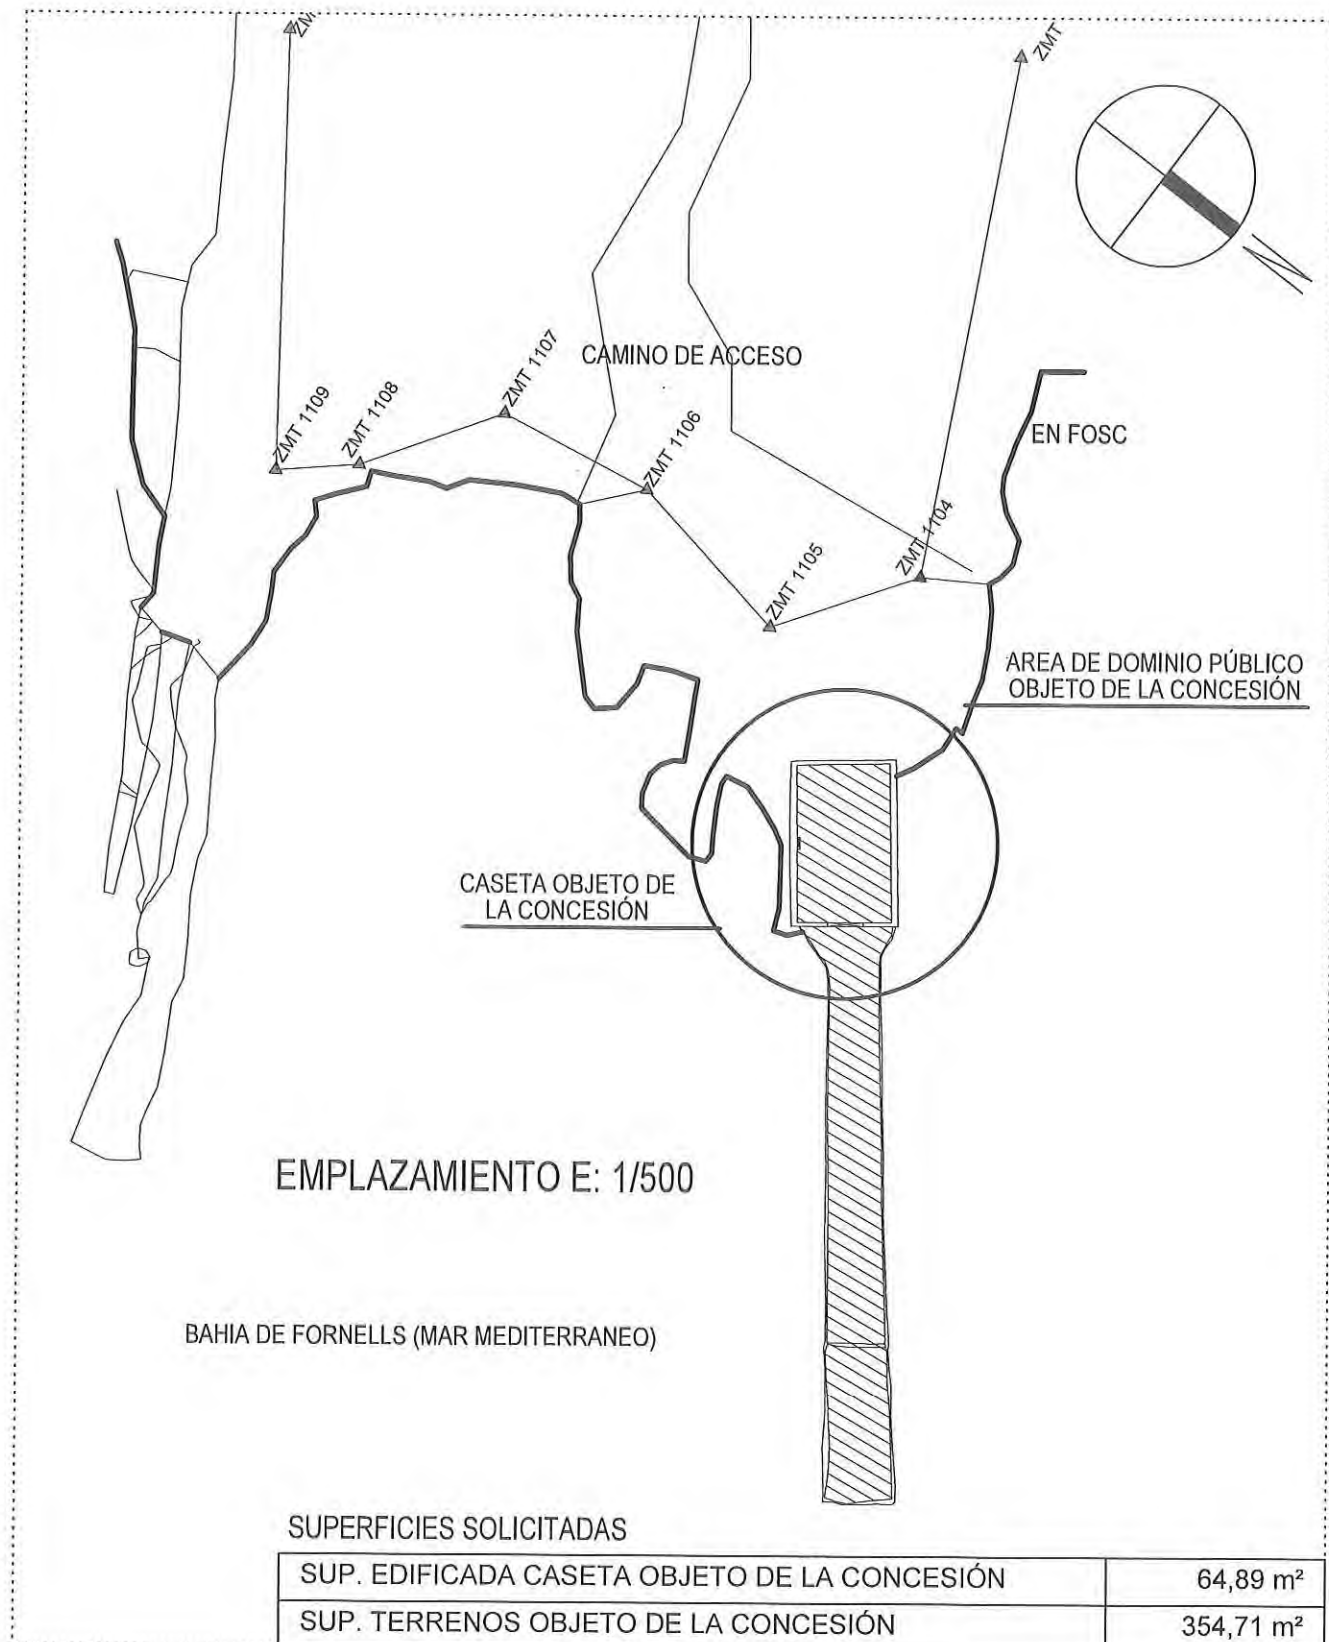 ZMT
ZMT 1109
ZMT 1108
ZMT 1107
CAMINO DE ACCESO
ZMT 1106
EN FOSC
ZMT 1105
ZMT 1104
AREA DE DOMINIO PÚBLICO
OBJETO DE LA CONCESIÓN
CASETA OBJETO DE
LA CONCESIÓN
EMPLAZAMIENTO E: 1/500
BAHIA DE FORNELLS (MAR MEDITERRANEO)
SUPERFICIES SOLICITADAS
SUP. EDIFICADA CASETA OBJETO DE LA CONCESIÓN 64,89 m²
SUP. TERRENOS OBJETO DE LA CONCESIÓN 354,71 m²